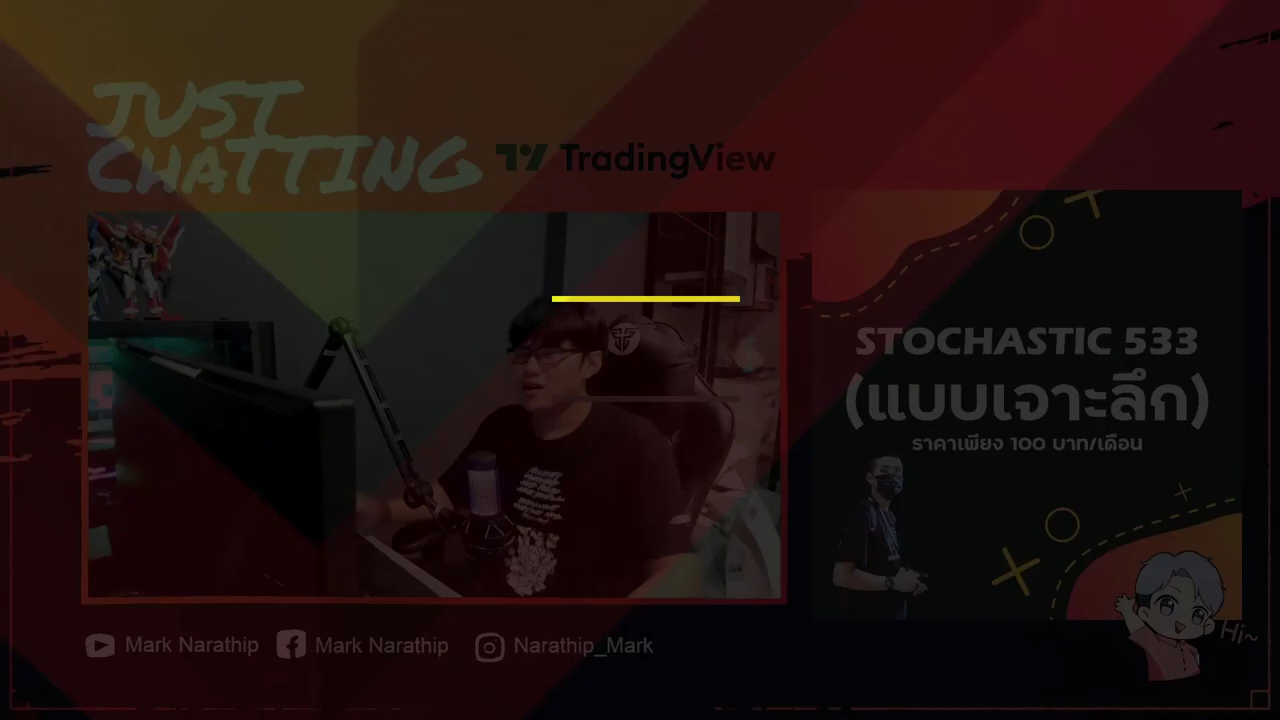 JUST
CHATTING
TradingView
STOCHASTIC 533
(แบบเจาะลึก)
ราคาเพียง 100 บาท/เดือน
Hi~
Mark Narathip
Mark Narathip
Narathip_Mark